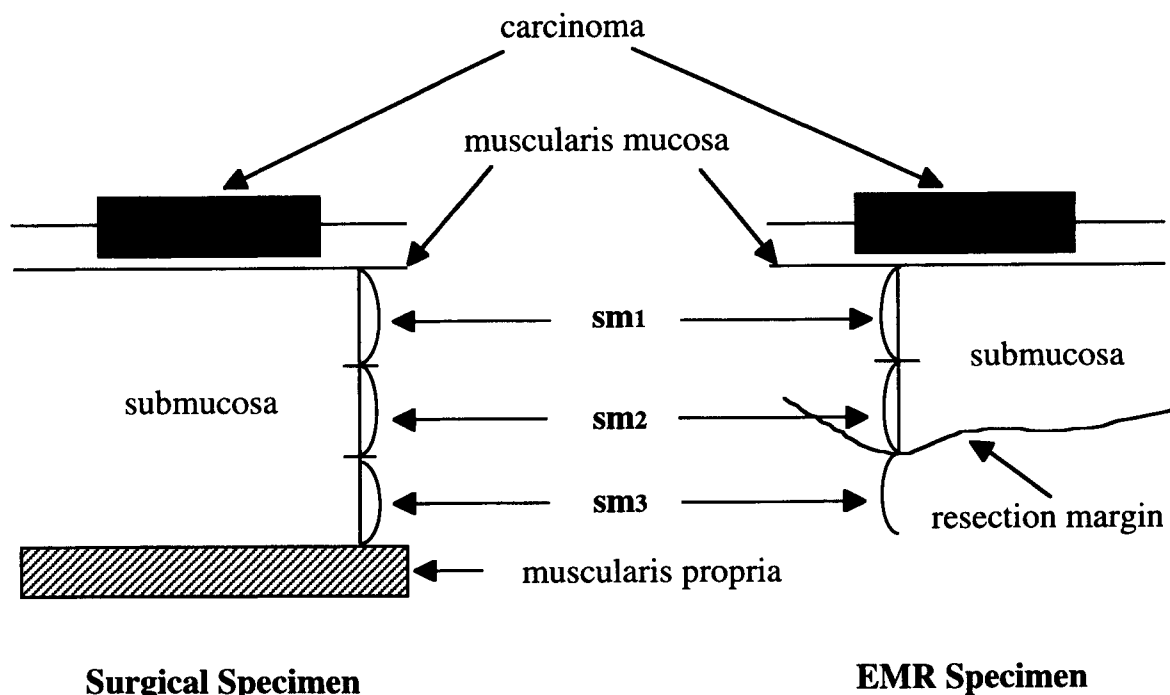 carcinoma
muscularis mucosa
sm1
submucosa
submucosa
sm2
sm3
resection margin
muscularis propria
Surgical Specimen
EMR Specimen